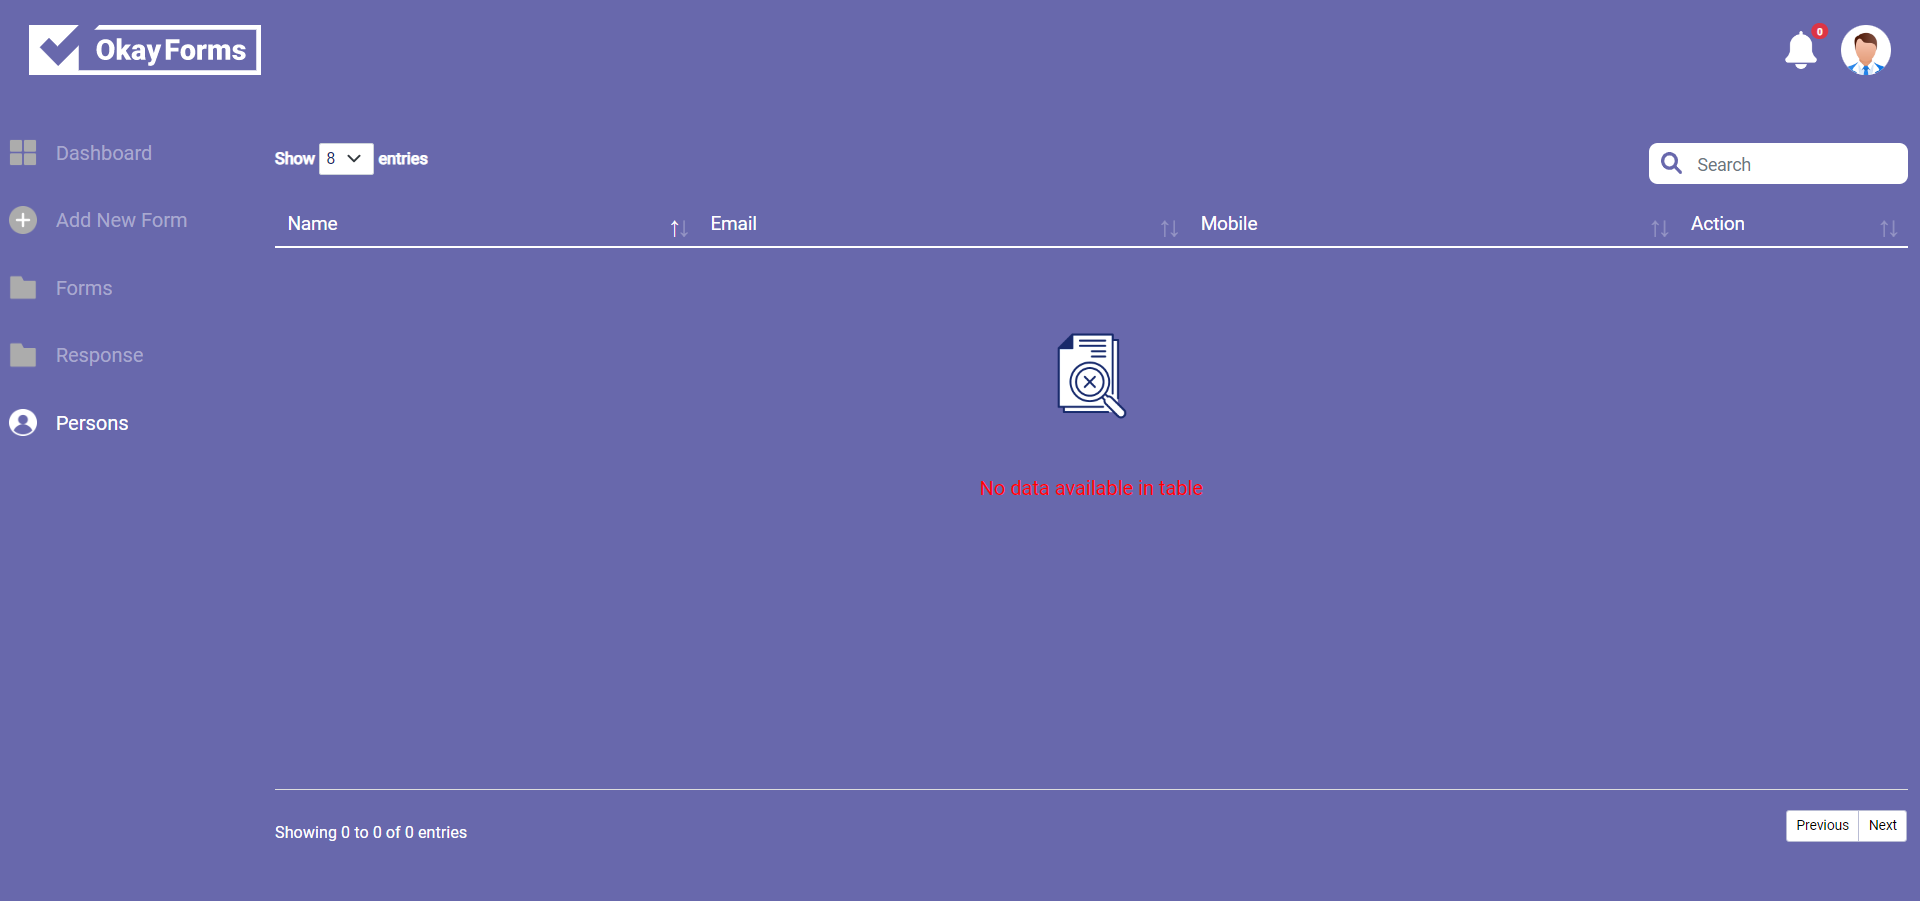 Okay Forms
0
Dashboard
Add New Form
Forms
Response
Persons
Show 8 entries
Search
Name Email Mobile Action
No data available in table
Showing 0 to 0 of 0 entries
Previous Next